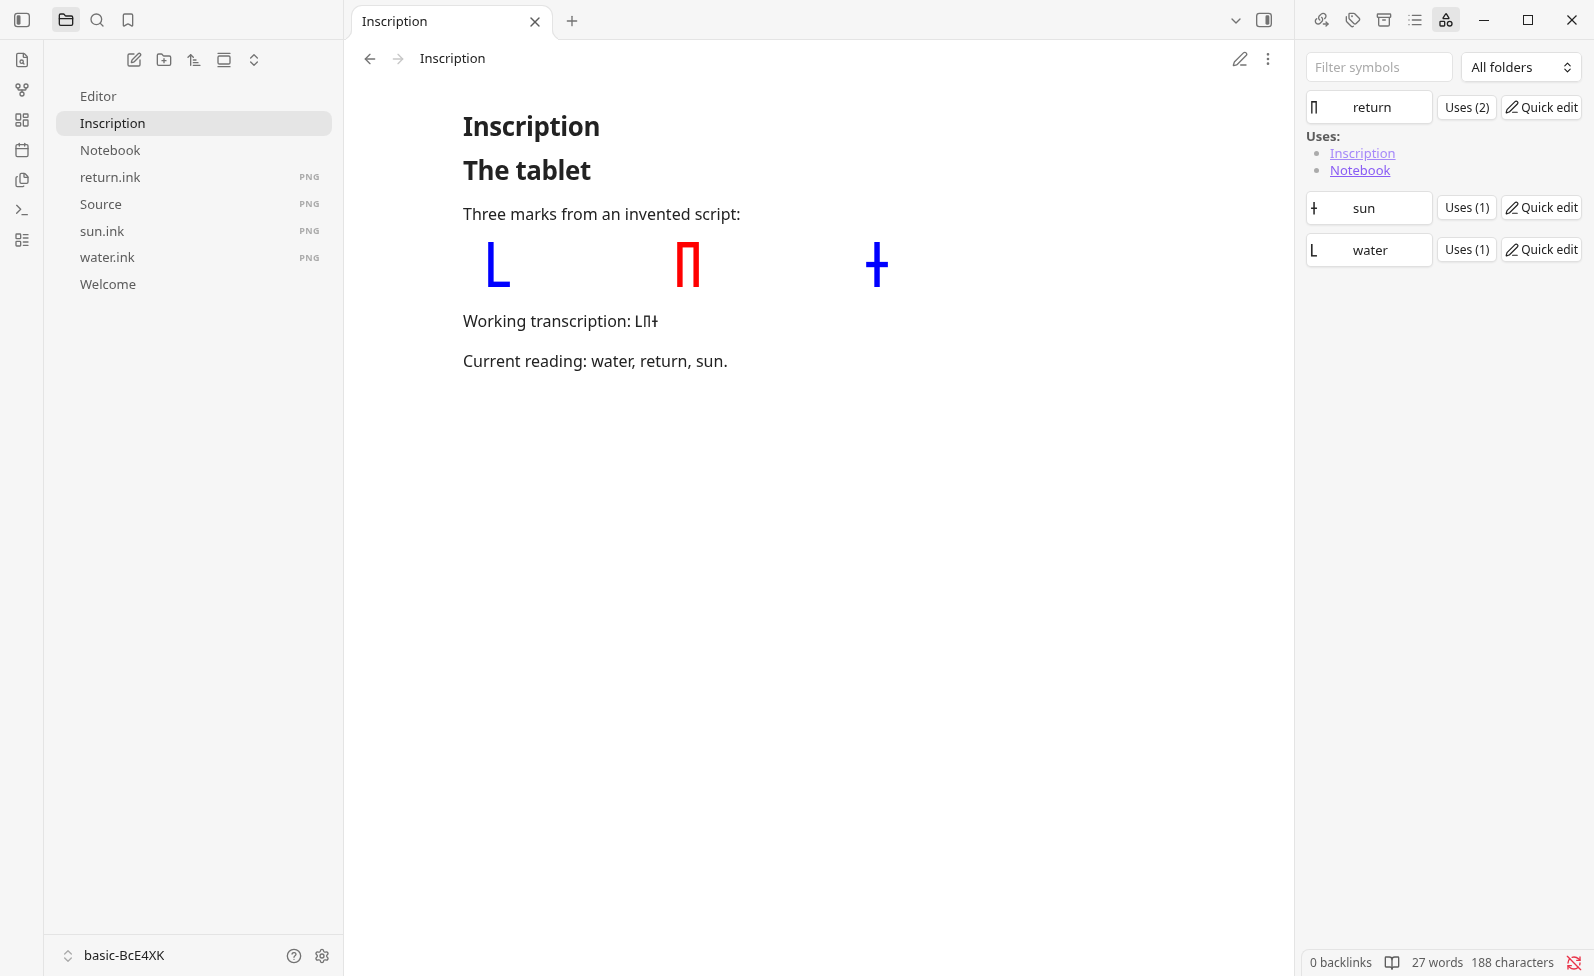 Inscription
Inscription
Filter symbols
All folders
Editor
Inscription
Notebook
return.ink PNG
Source PNG
sun.ink PNG
water.ink PNG
Welcome
basic-BcE4XK
Inscription
The tablet
Three marks from an invented script:
Working transcription:
Current reading: water, return, sun.
return Uses (2) Quick edit
Uses:
Inscription
Notebook
sun Uses (1) Quick edit
water Uses (1) Quick edit
0 backlinks 27 words 188 characters